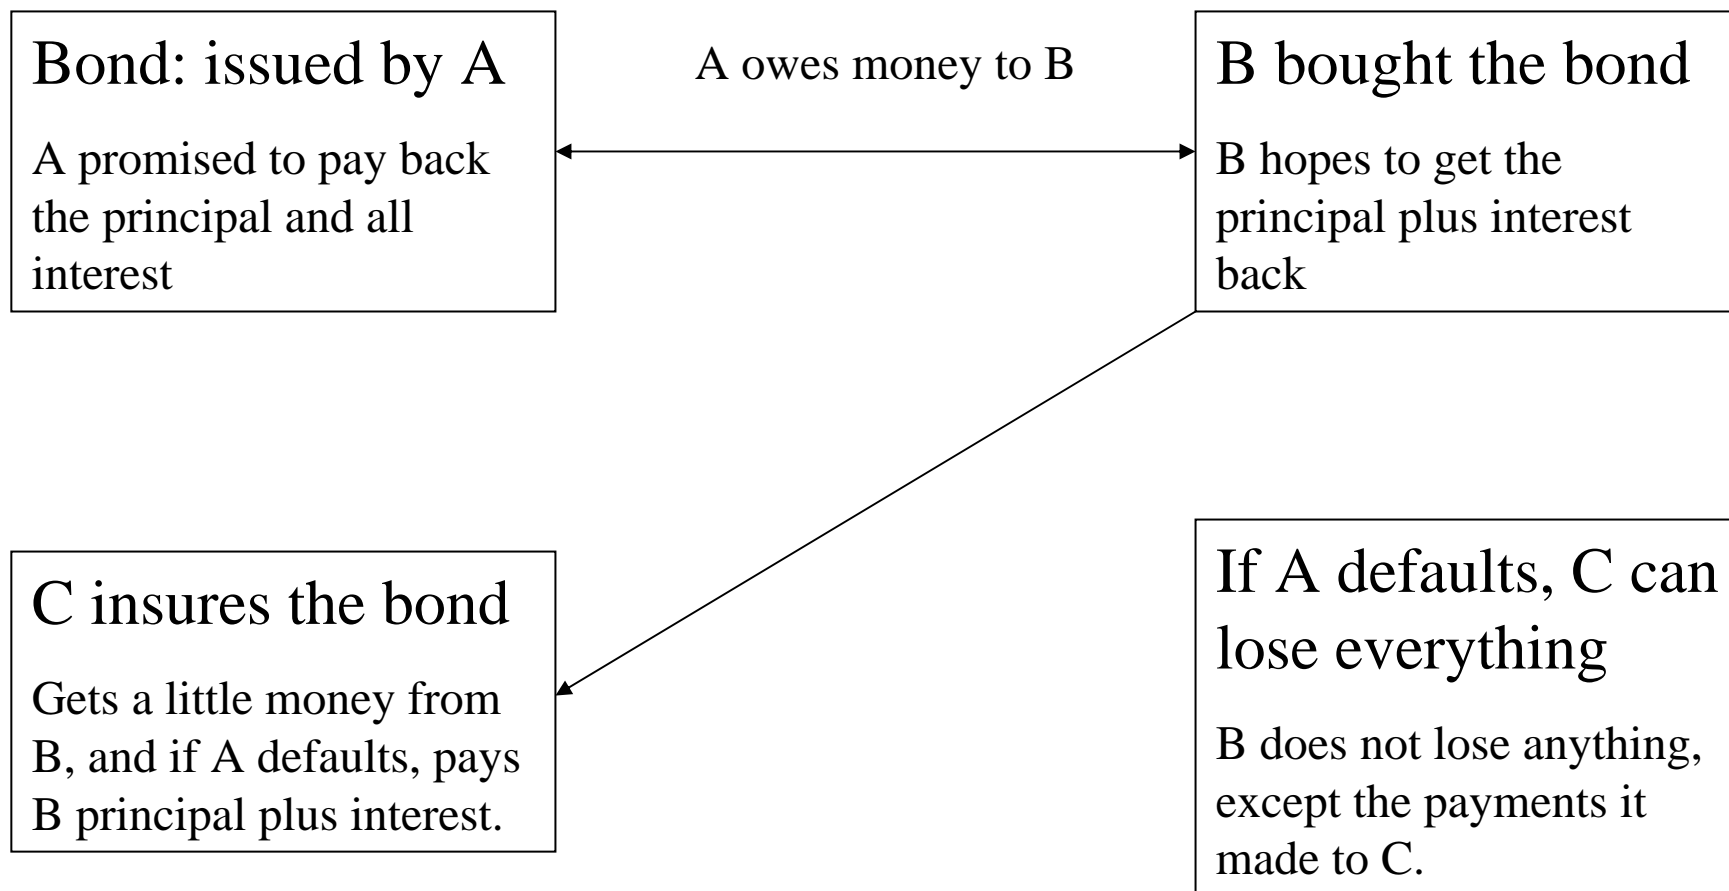 Bond: issued by A
A promised to pay back
the principal and all
interest
A owes money to B
B bought the bond
B hopes to get the
principal plus interest
back
C insures the bond
Gets a little money from
B, and if A defaults, pays
B principal plus interest.
If A defaults, C can
lose everything
B does not lose anything,
except the payments it
made to C.